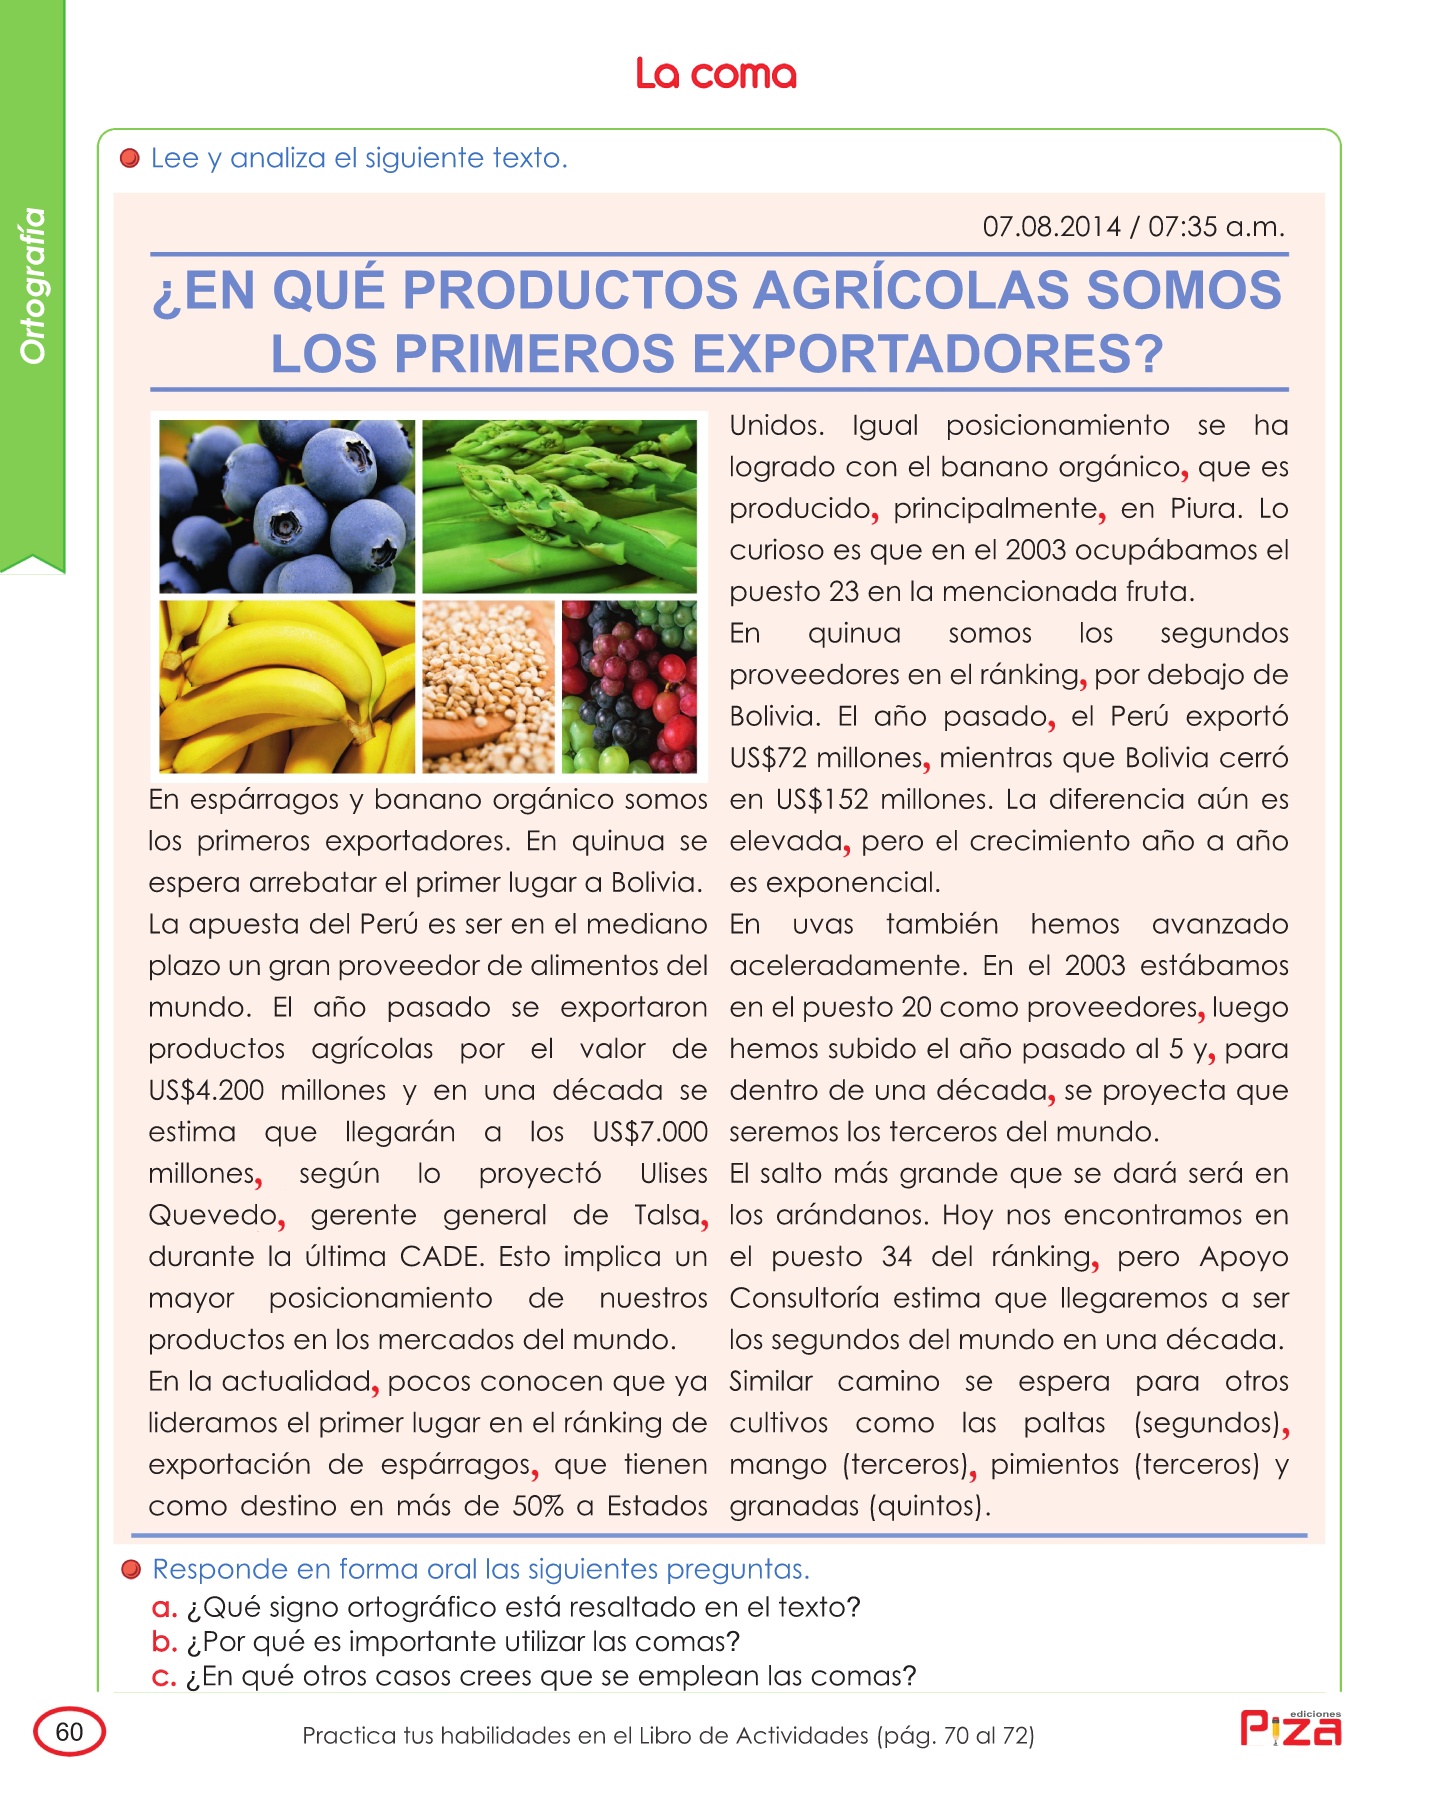 La coma
Ortografía
Lee y analiza el siguiente texto.
07.08.2014 / 07:35 a.m.
¿EN QUÉ PRODUCTOS AGRÍCOLAS SOMOS
LOS PRIMEROS EXPORTADORES?
En espárragos y banano orgánico somos
los primeros exportadores. En quinua se
espera arrebatar el primer lugar a Bolivia.
La apuesta del Perú es ser en el mediano
plazo un gran proveedor de alimentos del
mundo. El año pasado se exportaron
productos agrícolas por el valor de
US$4.200 millones y en una década se
estima que llegarán a los US$7.000
millones, según lo proyectó Ulises
Quevedo, gerente general de Talsa,
durante la última CADE. Esto implica un
mayor posicionamiento de nuestros
productos en los mercados del mundo.
En la actualidad, pocos conocen que ya
lideramos el primer lugar en el ránking de
exportación de espárragos, que tienen
como destino en más de 50% a Estados
Unidos. Igual posicionamiento se ha
logrado con el banano orgánico, que es
producido, principalmente, en Piura. Lo
curioso es que en el 2003 ocupábamos el
puesto 23 en la mencionada fruta.
En quinua somos los segundos
proveedores en el ránking, por debajo de
Bolivia. El año pasado, el Perú exportó
US$72 millones, mientras que Bolivia cerró
en US$152 millones. La diferencia aún es
elevada, pero el crecimiento año a año
es exponencial.
En uvas también hemos avanzado
aceleradamente. En el 2003 estábamos
en el puesto 20 como proveedores, luego
hemos subido el año pasado al 5 y, para
dentro de una década, se proyecta que
seremos los terceros del mundo.
El salto más grande que se dará será en
los arándanos. Hoy nos encontramos en
el puesto 34 del ránking, pero Apoyo
Consultoría estima que llegaremos a ser
los segundos del mundo en una década.
Similar camino se espera para otros
cultivos como las paltas (segundos),
mango (terceros), pimientos (terceros) y
granadas (quintos).
Responde en forma oral las siguientes preguntas.
a. ¿Qué signo ortográfico está resaltado en el texto?
b. ¿Por qué es importante utilizar las comas?
c. ¿En qué otros casos crees que se emplean las comas?
60
Practica tus habilidades en el Libro de Actividades (pág. 70 al 72)
ediciones
Piza